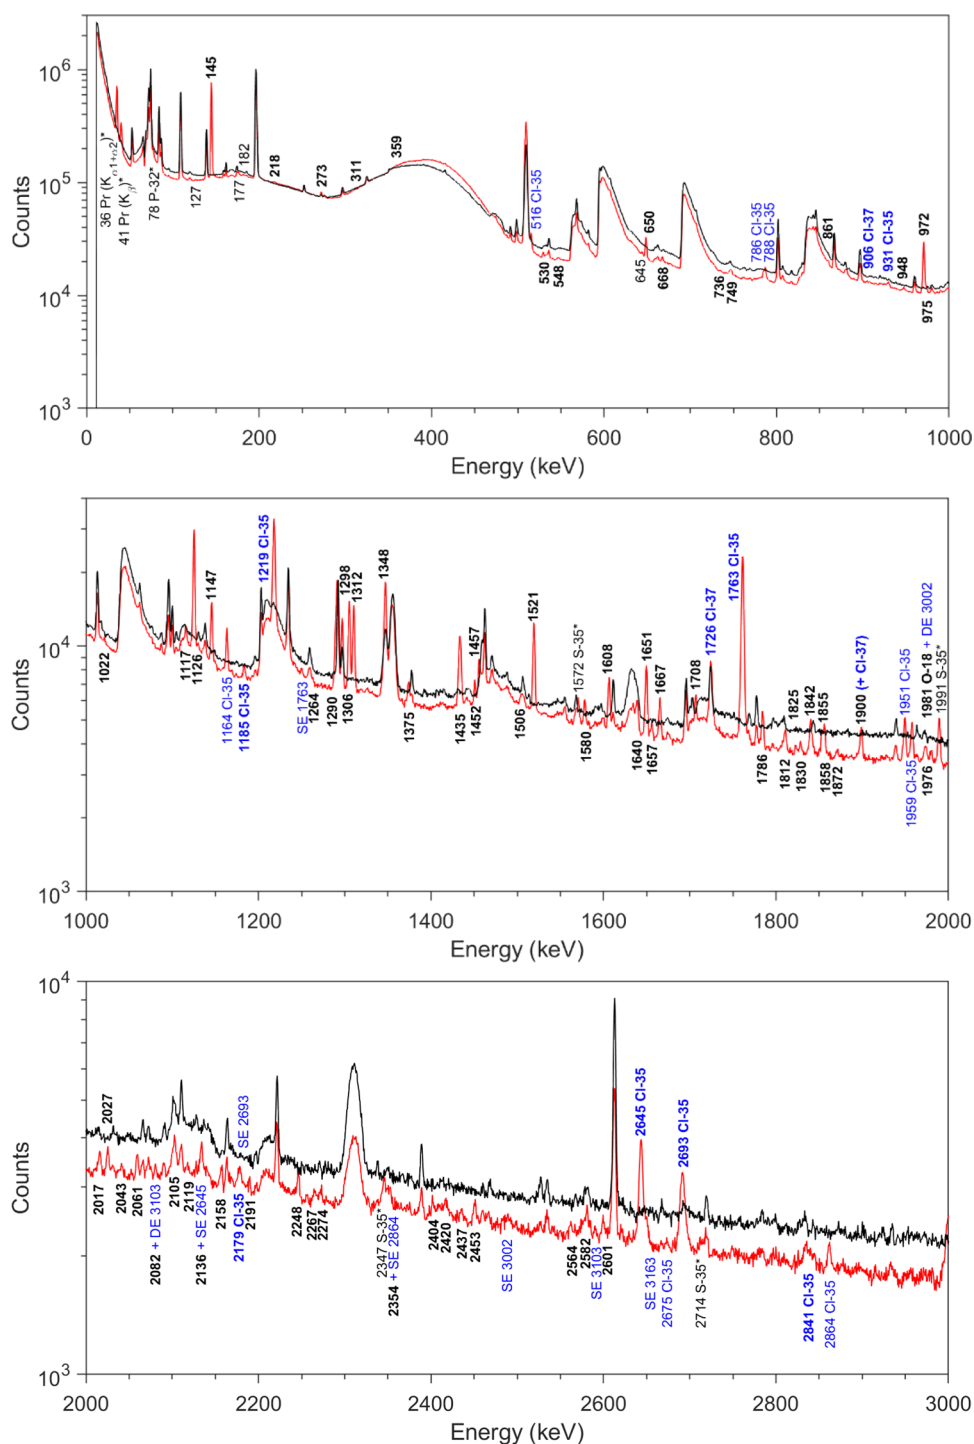 10^6
10^5
10^4
10^3
Counts
36 Pr (K_α1+α2)*
41 Pr (K_β)*
78 P-32*
127
145
177
182
218
273
311
359
516 Cl-35
530
548
645
650
668
736
749
786 Cl-35
788 Cl-35
861
906 Cl-37
931 Cl-35
948
972
975
0
200
400
600
800
1000
Energy (keV)
10^4
10^3
Counts
1022
1117
1126
1147
1164 Cl-35
1185 Cl-35
1219 Cl-35
SE 1763
1264
1290
1298
1306
1312
1348
1375
1435
1452
1457
1506
1521
1572 S-35*
1580
1608
1640
1651
1657
1667
1708
1726 Cl-37
1763 Cl-35
1786
1812
1825
1830
1842
1855
1858
1872
1900 (+ Cl-37)
1951 Cl-35
1959 Cl-35
1976
1981 O-18 + DE 3002
1991 S-35*
1000
1200
1400
1600
1800
2000
Energy (keV)
10^4
10^3
Counts
2017
2027
2043
2061
2082 + DE 3103
2105
2119
2136 + SE 2645
2158
2179 Cl-35
SE 2693
2191
2248
2267
2274
2347 S-35*
2354 + SE 2864
2404
2420
2437
2453
SE 3002
2564
2582
SE 3103
2601
2645 Cl-35
SE 3163
2675 Cl-35
2693 Cl-35
2714 S-35*
2841 Cl-35
2864 Cl-35
2000
2200
2400
2600
2800
3000
Energy (keV)